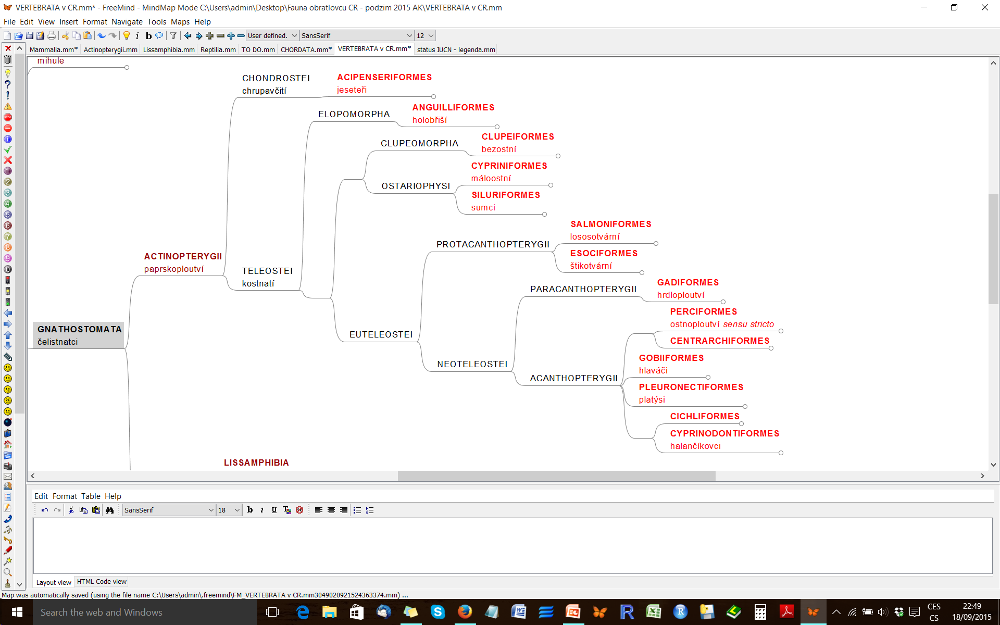 VERTEBRATA v CR.mm* - FreeMind - MindMap Mode C:\Users\admin\Desktop\Fauna obratlovcu CR - podzim 2015 AK\VERTEBRATA v CR.mm
File Edit View Insert Format Navigate Tools Maps Help
User defined. SansSerif 12
Mammalia.mm* Actinopterygii.mm Lissamphibia.mm Reptilia.mm TO DO.mm CHORDATA.mm* VERTEBRATA v CR.mm* status IUCN - legenda.mm
mihule
CHONDROSTEI
chrupavčití
ACIPENSERIFORMES
jeseteři
ELOPOMORPHA
ANGUILLIFORMES
holobřiší
CLUPEOMORPHA
CLUPEIFORMES
bezostní
OSTARIOPHYSI
CYPRINIFORMES
máloostní
SILURIFORMES
sumci
PROTACANTHOPTERYGII
SALMONIFORMES
lososotvární
ESOCIFORMES
štikotvární
ACTINOPTERYGII
paprskoploutví
TELEOSTEI
kostnatí
PARACANTHOPTERYGII
GADIFORMES
hrdloploutví
PERCIFORMES
ostnoploutví sensu stricto
CENTRARCHIFORMES
GNATHOSTOMATA
čelistnatci
EUTELEOSTEI
NEOTELEOSTEI
ACANTHOPTERYGII
GOBIIFORMES
hlaváči
PLEURONECTIFORMES
platýsi
CICHLIFORMES
CYPRINODONTIFORMES
halančíkovci
LISSAMPHIBIA
Edit Format Table Help
SansSerif 18
Layout view HTML Code view
Map was automatically saved (using the file name C:\Users\admin\.freemind\FM_VERTEBRATA v CR.mm3049020921524363374.mm) ...
Search the web and Windows
CES 22:49
CS 18/09/2015